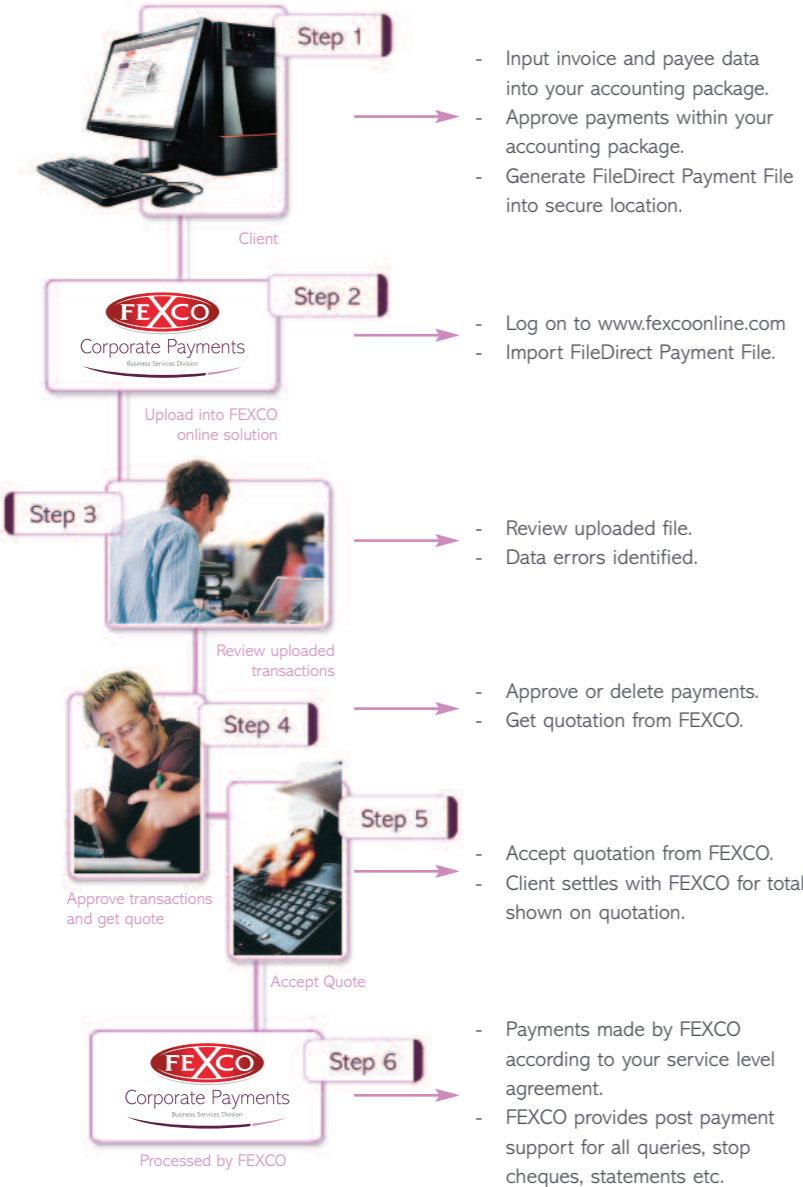 Step 1
- Input invoice and payee data
into your accounting package.
- Approve payments within your
accounting package.
- Generate FileDirect Payment File
into secure location.
Client
Step 2
FEXCO
Corporate Payments
Business Services Division
- Log on to www.fexcoonline.com
- Import FileDirect Payment File.
Upload into FEXCO
online solution
Step 3
- Review uploaded file.
- Data errors identified.
Review uploaded
transactions
Step 4
- Approve or delete payments.
- Get quotation from FEXCO.
Approve transactions
and get quote
Step 5
- Accept quotation from FEXCO.
- Client settles with FEXCO for total
shown on quotation.
Accept Quote
Step 6
FEXCO
Corporate Payments
Business Services Division
- Payments made by FEXCO
according to your service level
agreement.
- FEXCO provides post payment
support for all queries, stop
cheques, statements etc.
Processed by FEXCO